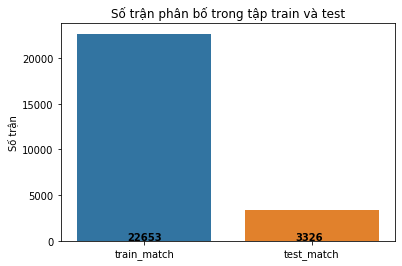 Số trận phân bố trong tập train và test
Số trận
20000
15000
10000
5000
0
22653
3326
train_match
test_match